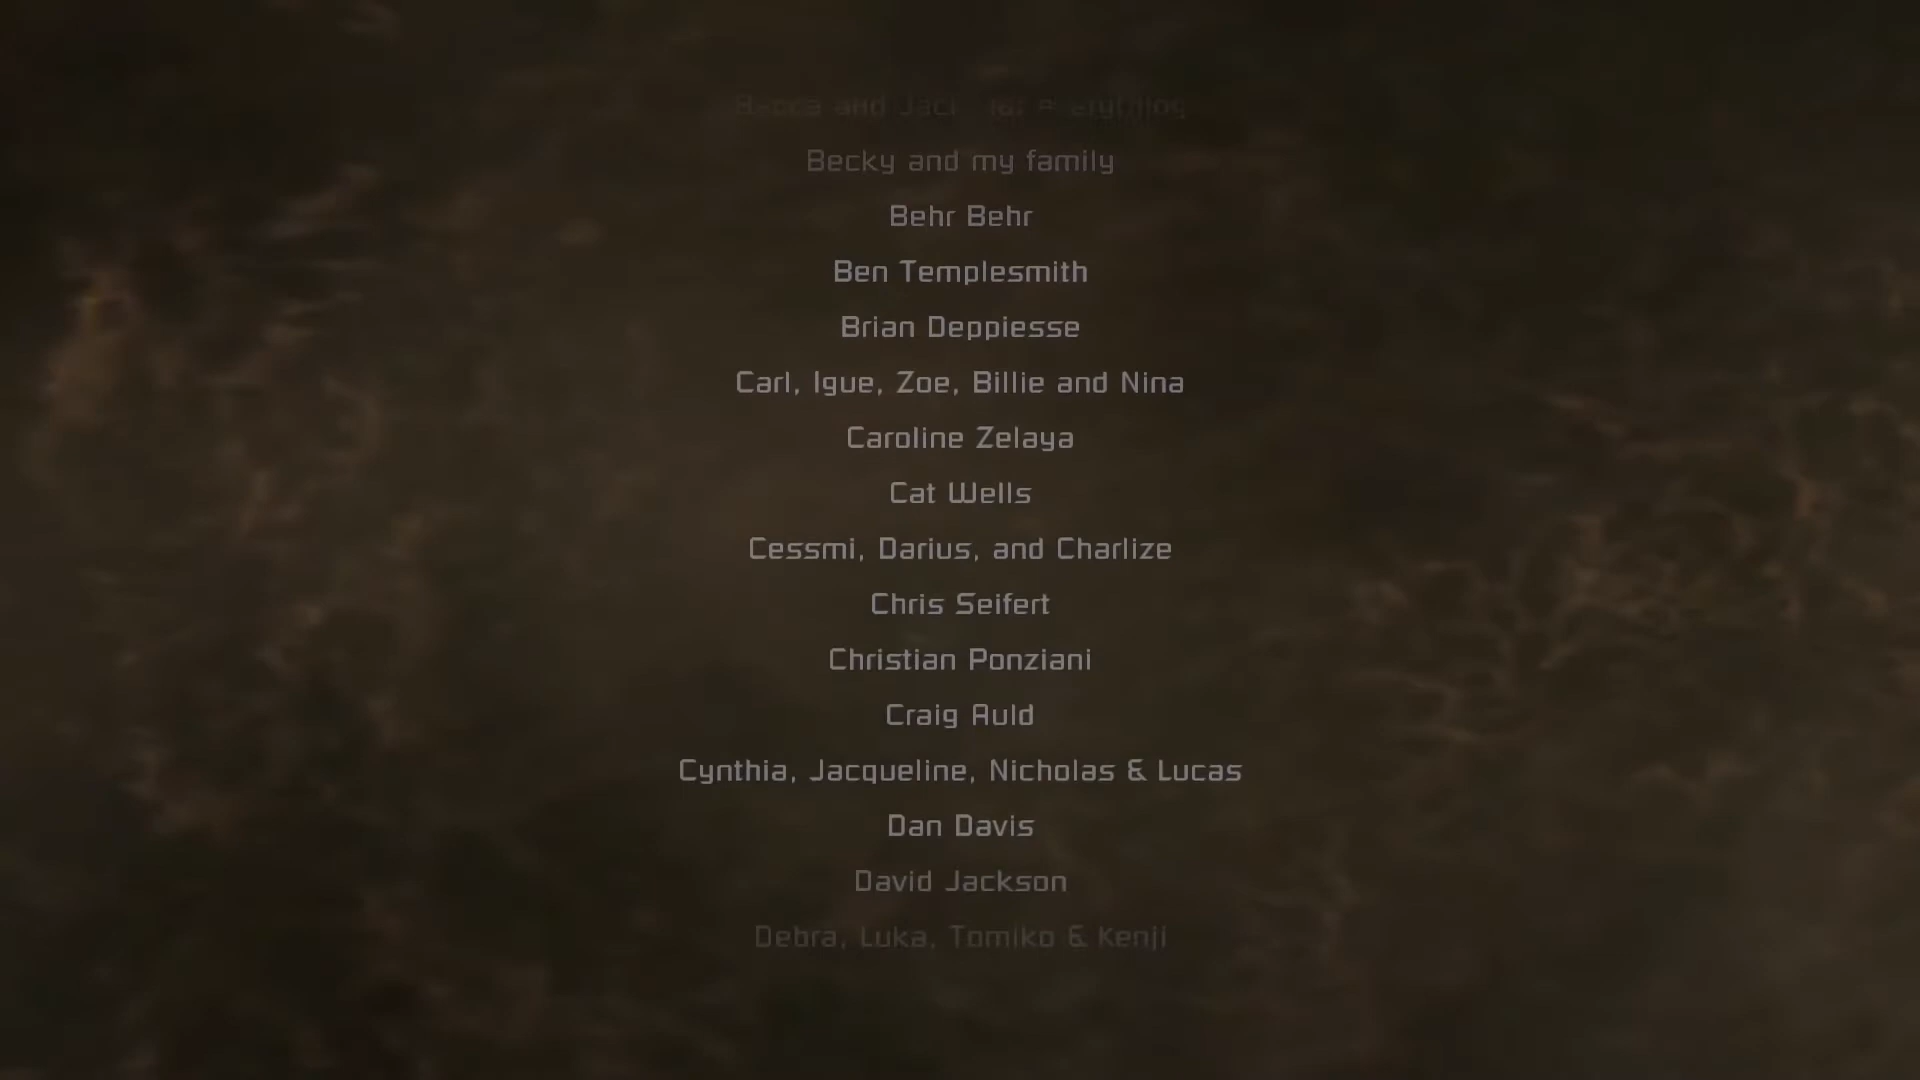 and
Becky and my family
Behr Behr
Ben Templesmith
Brian Deppiesse
Carl, Igue, Zoe, Billie and Nina
Caroline Zelaya
Cat Wells
Cessmi, Darius, and Charlize
Chris Seifert
Christian Ponziani
Craig Auld
Cynthia, Jacqueline, Nicholas & Lucas
Dan Davis
David Jackson
Debra, Luka, Tomiko & Kenji